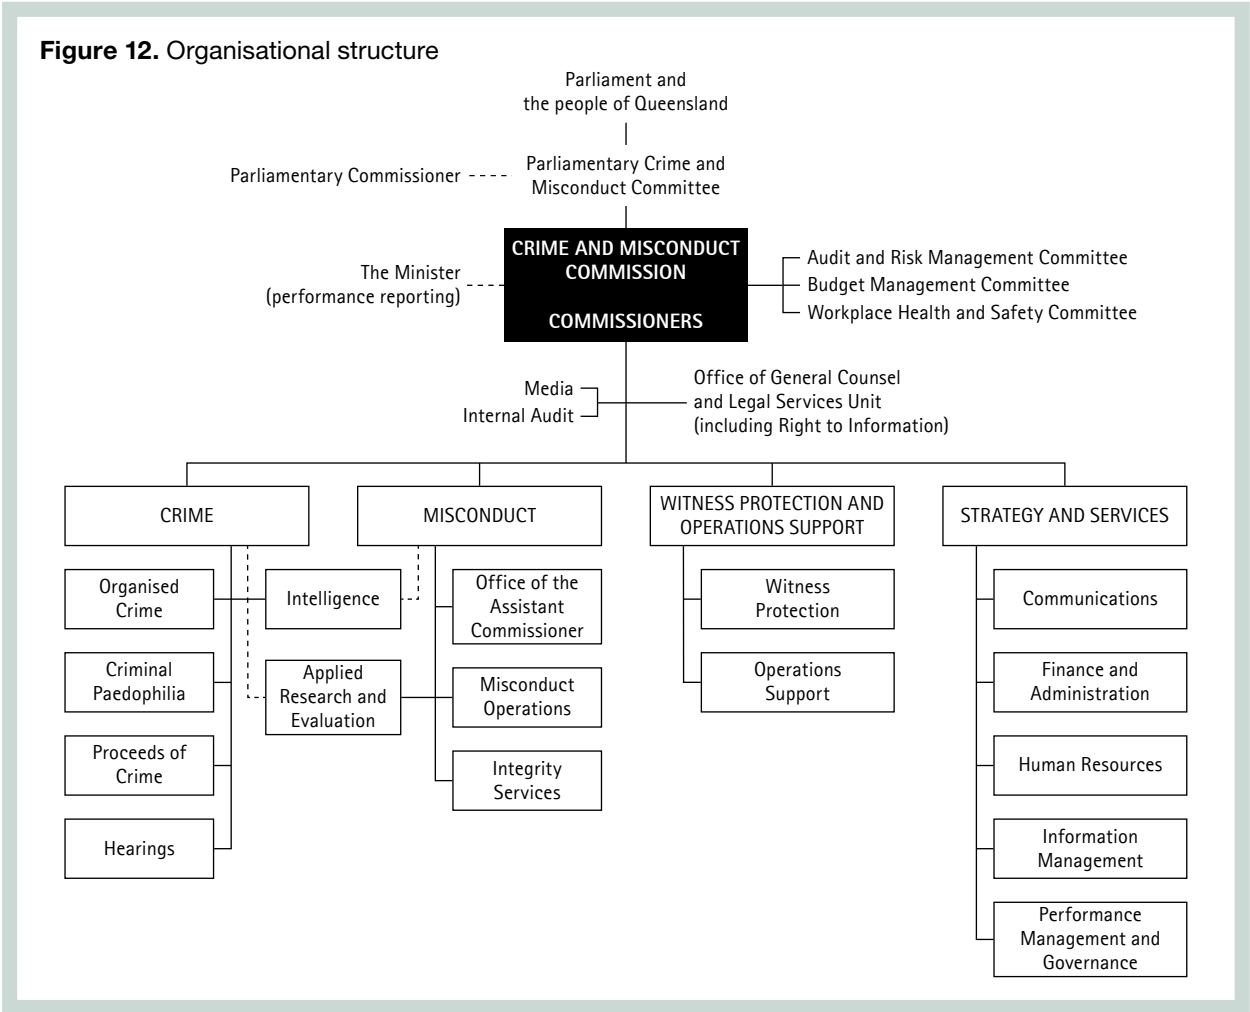 Figure 12. Organisational structure
Parliament and
the people of Queensland
Parliamentary Commissioner
Parliamentary Crime and
Misconduct Committee
The Minister
(performance reporting)
CRIME AND MISCONDUCT
COMMISSION
COMMISSIONERS
Audit and Risk Management Committee
Budget Management Committee
Workplace Health and Safety Committee
Media
Internal Audit
Office of General Counsel
and Legal Services Unit
(including Right to Information)
CRIME
MISCONDUCT
WITNESS PROTECTION AND
OPERATIONS SUPPORT
STRATEGY AND SERVICES
Organised
Crime
Criminal
Paedophilia
Proceeds of
Crime
Hearings
Intelligence
Applied
Research and
Evaluation
Office of the
Assistant
Commissioner
Misconduct
Operations
Integrity
Services
Witness
Protection
Operations
Support
Communications
Finance and
Administration
Human Resources
Information
Management
Performance
Management and
Governance